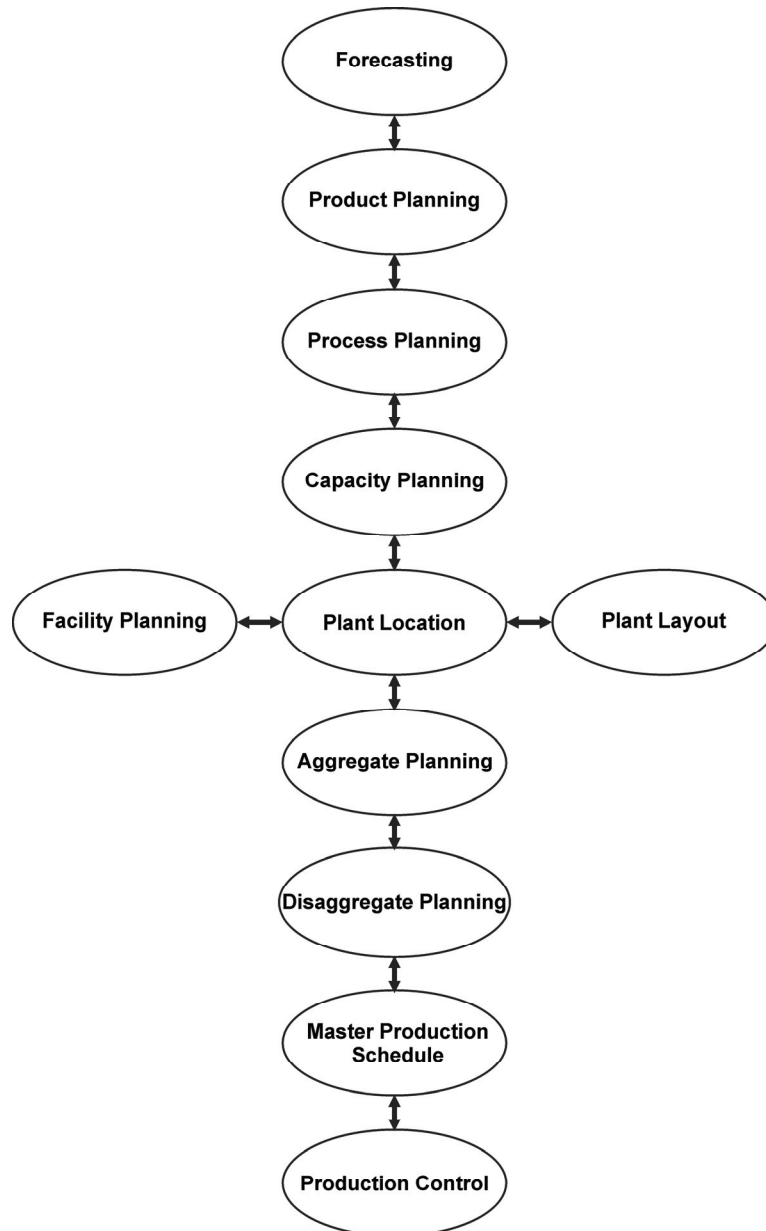 Forecasting
Product Planning
Process Planning
Capacity Planning
Facility Planning
Plant Location
Plant Layout
Aggregate Planning
Disaggregate Planning
Master Production
Schedule
Production Control